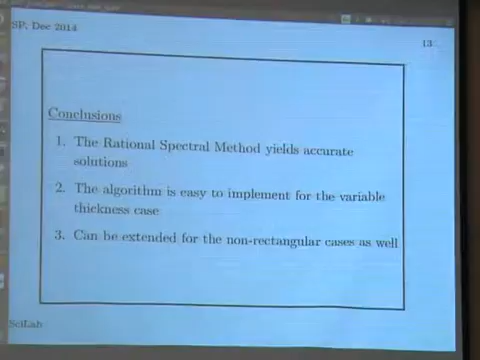 SP, Dec 2014
13
Conclusions
1. The Rational Spectral Method yields accurate
solutions
2. The algorithm is easy to implement for the variable
thickness case
3. Can be extended for the non-rectangular cases as well
SciLab